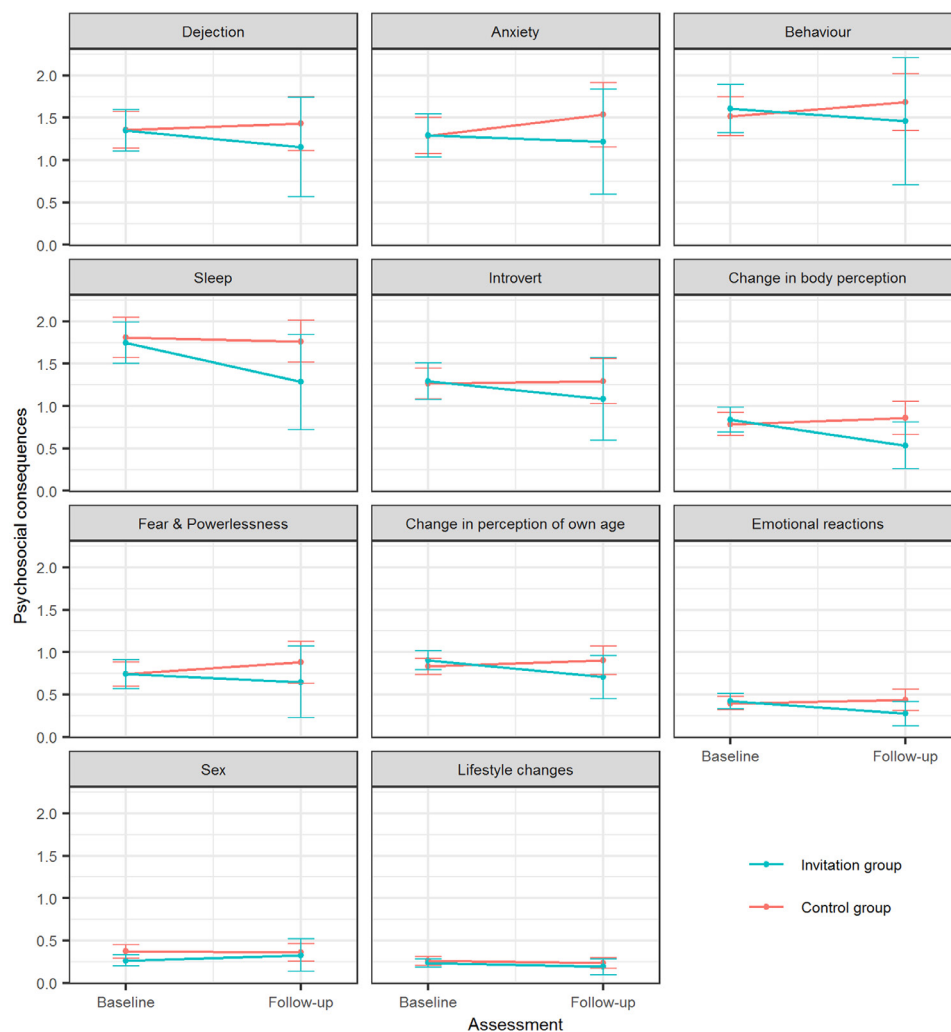 Dejection
Anxiety
Behaviour
2.0
1.5
1.0
0.5
0.0
Sleep
Introvert
Change in body perception
2.0
1.5
1.0
0.5
0.0
Psychosocial consequences
Fear & Powerlessness
Change in perception of own age
Emotional reactions
2.0
1.5
1.0
0.5
0.0
Baseline
Follow-up
Sex
Lifestyle changes
2.0
1.5
1.0
0.5
0.0
Invitation group
Control group
Baseline
Follow-up
Baseline
Follow-up
Assessment